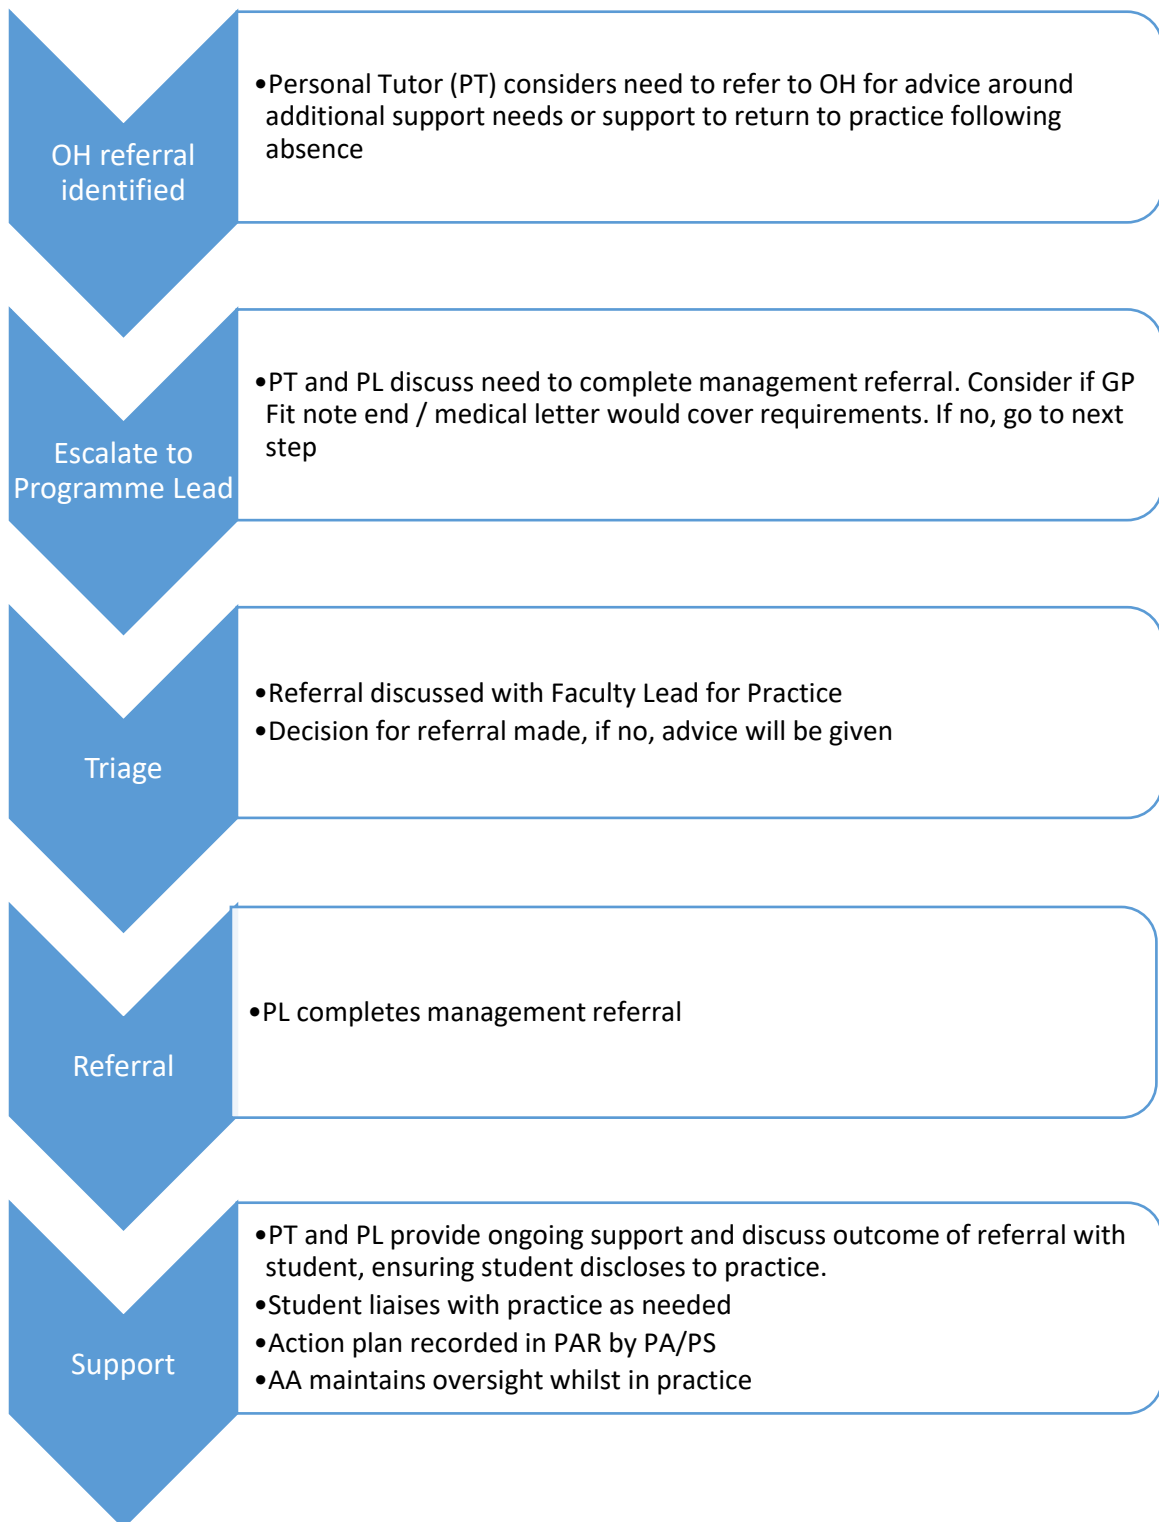 OH referral
identified
•Personal Tutor (PT) considers need to refer to OH for advice around
additional support needs or support to return to practice following
absence
Escalate to
Programme Lead
•PT and PL discuss need to complete management referral. Consider if GP
Fit note end / medical letter would cover requirements. If no, go to next
step
Triage
•Referral discussed with Faculty Lead for Practice
•Decision for referral made, if no, advice will be given
Referral
•PL completes management referral
Support
•PT and PL provide ongoing support and discuss outcome of referral with
student, ensuring student discloses to practice.
•Student liaises with practice as needed
•Action plan recorded in PAR by PA/PS
•AA maintains oversight whilst in practice